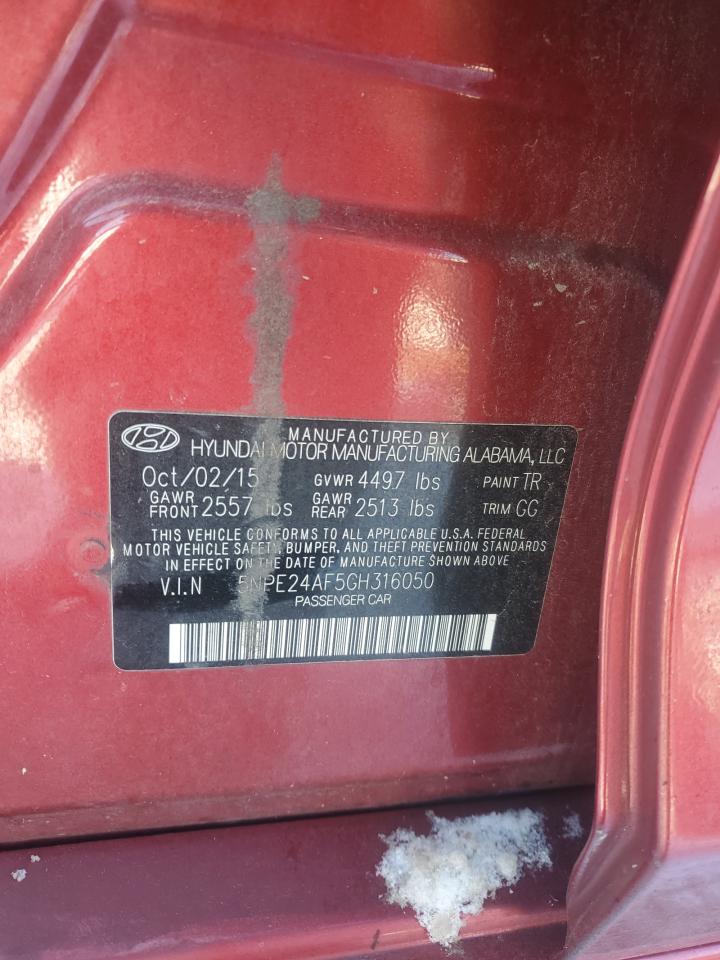 MANUFACTURED BY
HYUNDAI MOTOR MANUFACTURING ALABAMA, LLC
Oct/02/15 GVWR 4497 lbs PAINT TR
GAWR FRONT 2557 lbs GAWR REAR 2513 lbs TRIM GG
THIS VEHICLE CONFORMS TO ALL APPLICABLE U.S.A. FEDERAL
MOTOR VEHICLE SAFETY, BUMPER, AND THEFT PREVENTION STANDARDS
IN EFFECT ON THE DATE OF MANUFACTURE SHOWN ABOVE
V.I.N 5NPE24AF5GH316050
PASSENGER CAR